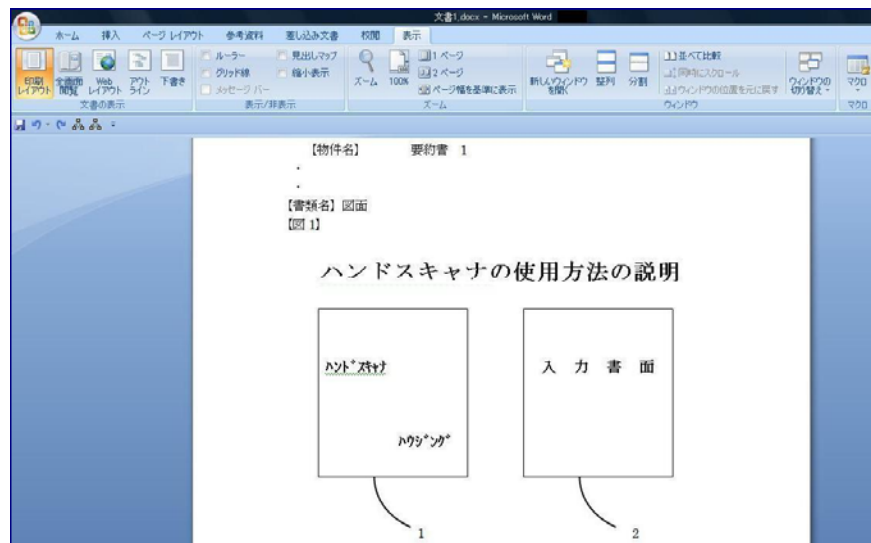 文書1.docx - Microsoft Word
ホーム 挿入 ページ レイアウト 参考資料 差し込み文書 校閲 表示
印刷レイアウト 全画面閲覧 Web レイアウト アウトライン 下書き
文書の表示
ルーラー
グリッド線
メッセージ バー
見出しマップ
縮小表示
表示/非表示
ズーム 100%
1 ページ
2 ページ
ページ幅を基準に表示
ズーム
新しいウィンドウを開く 整列 分割
並べて比較
同時にスクロール
ウィンドウの位置を元に戻す
ウィンドウの切り替え
ウィンドウ
マクロ
マクロ
【物件名】 要約書 1
・
・
【書類名】図面
【図1】
ハンドスキャナの使用方法の説明
ﾊﾝﾄﾞｽｷｬﾅ
ﾊｳｼﾞﾝｸﾞ
入 力 書 面
1
2